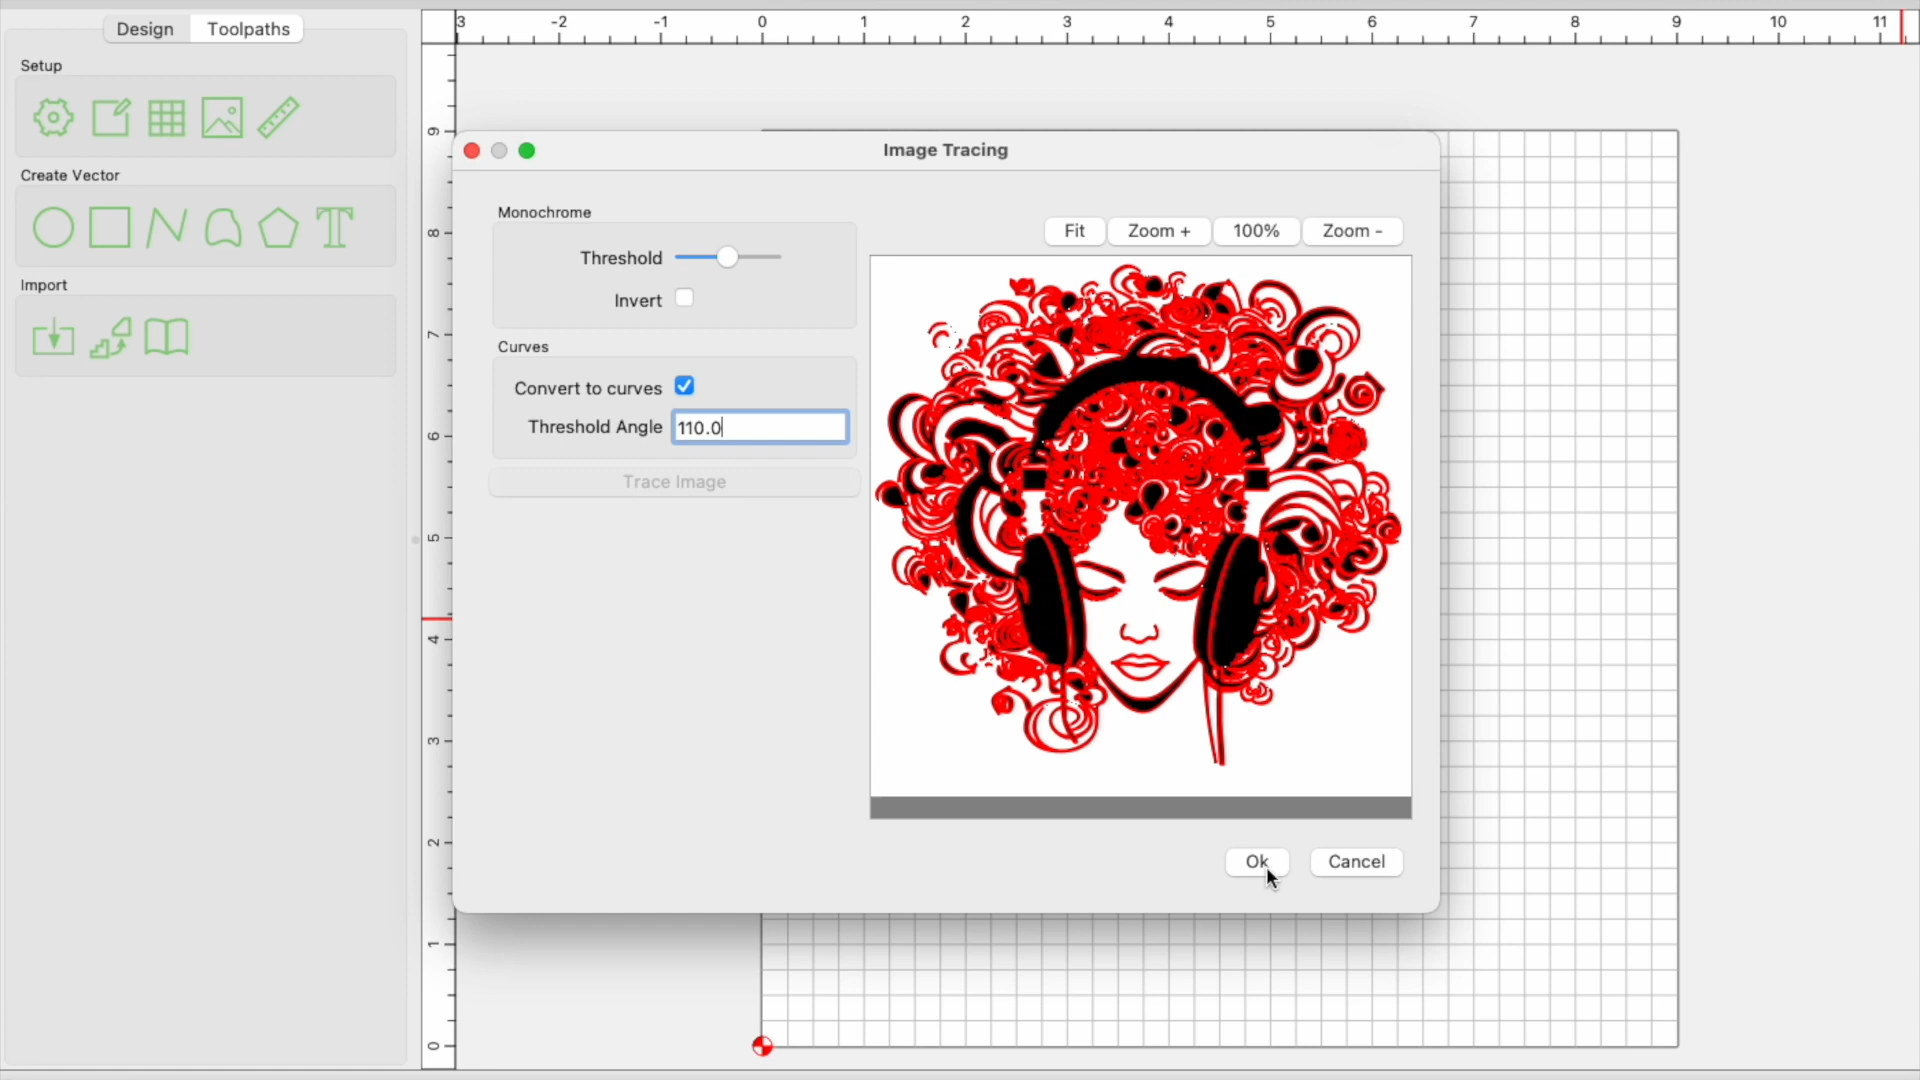 Design Toolpaths
Setup
Create Vector
T
Import
3 -2 -1 0 1 2 3 4 5 6 7 8 9 10 11
9
8
7
6
5
4
3
2
1
0
Image Tracing
Monochrome
Threshold
Invert
Curves
Convert to curves
Threshold Angle 110.0
Trace Image
Fit Zoom + 100% Zoom -
Ok Cancel